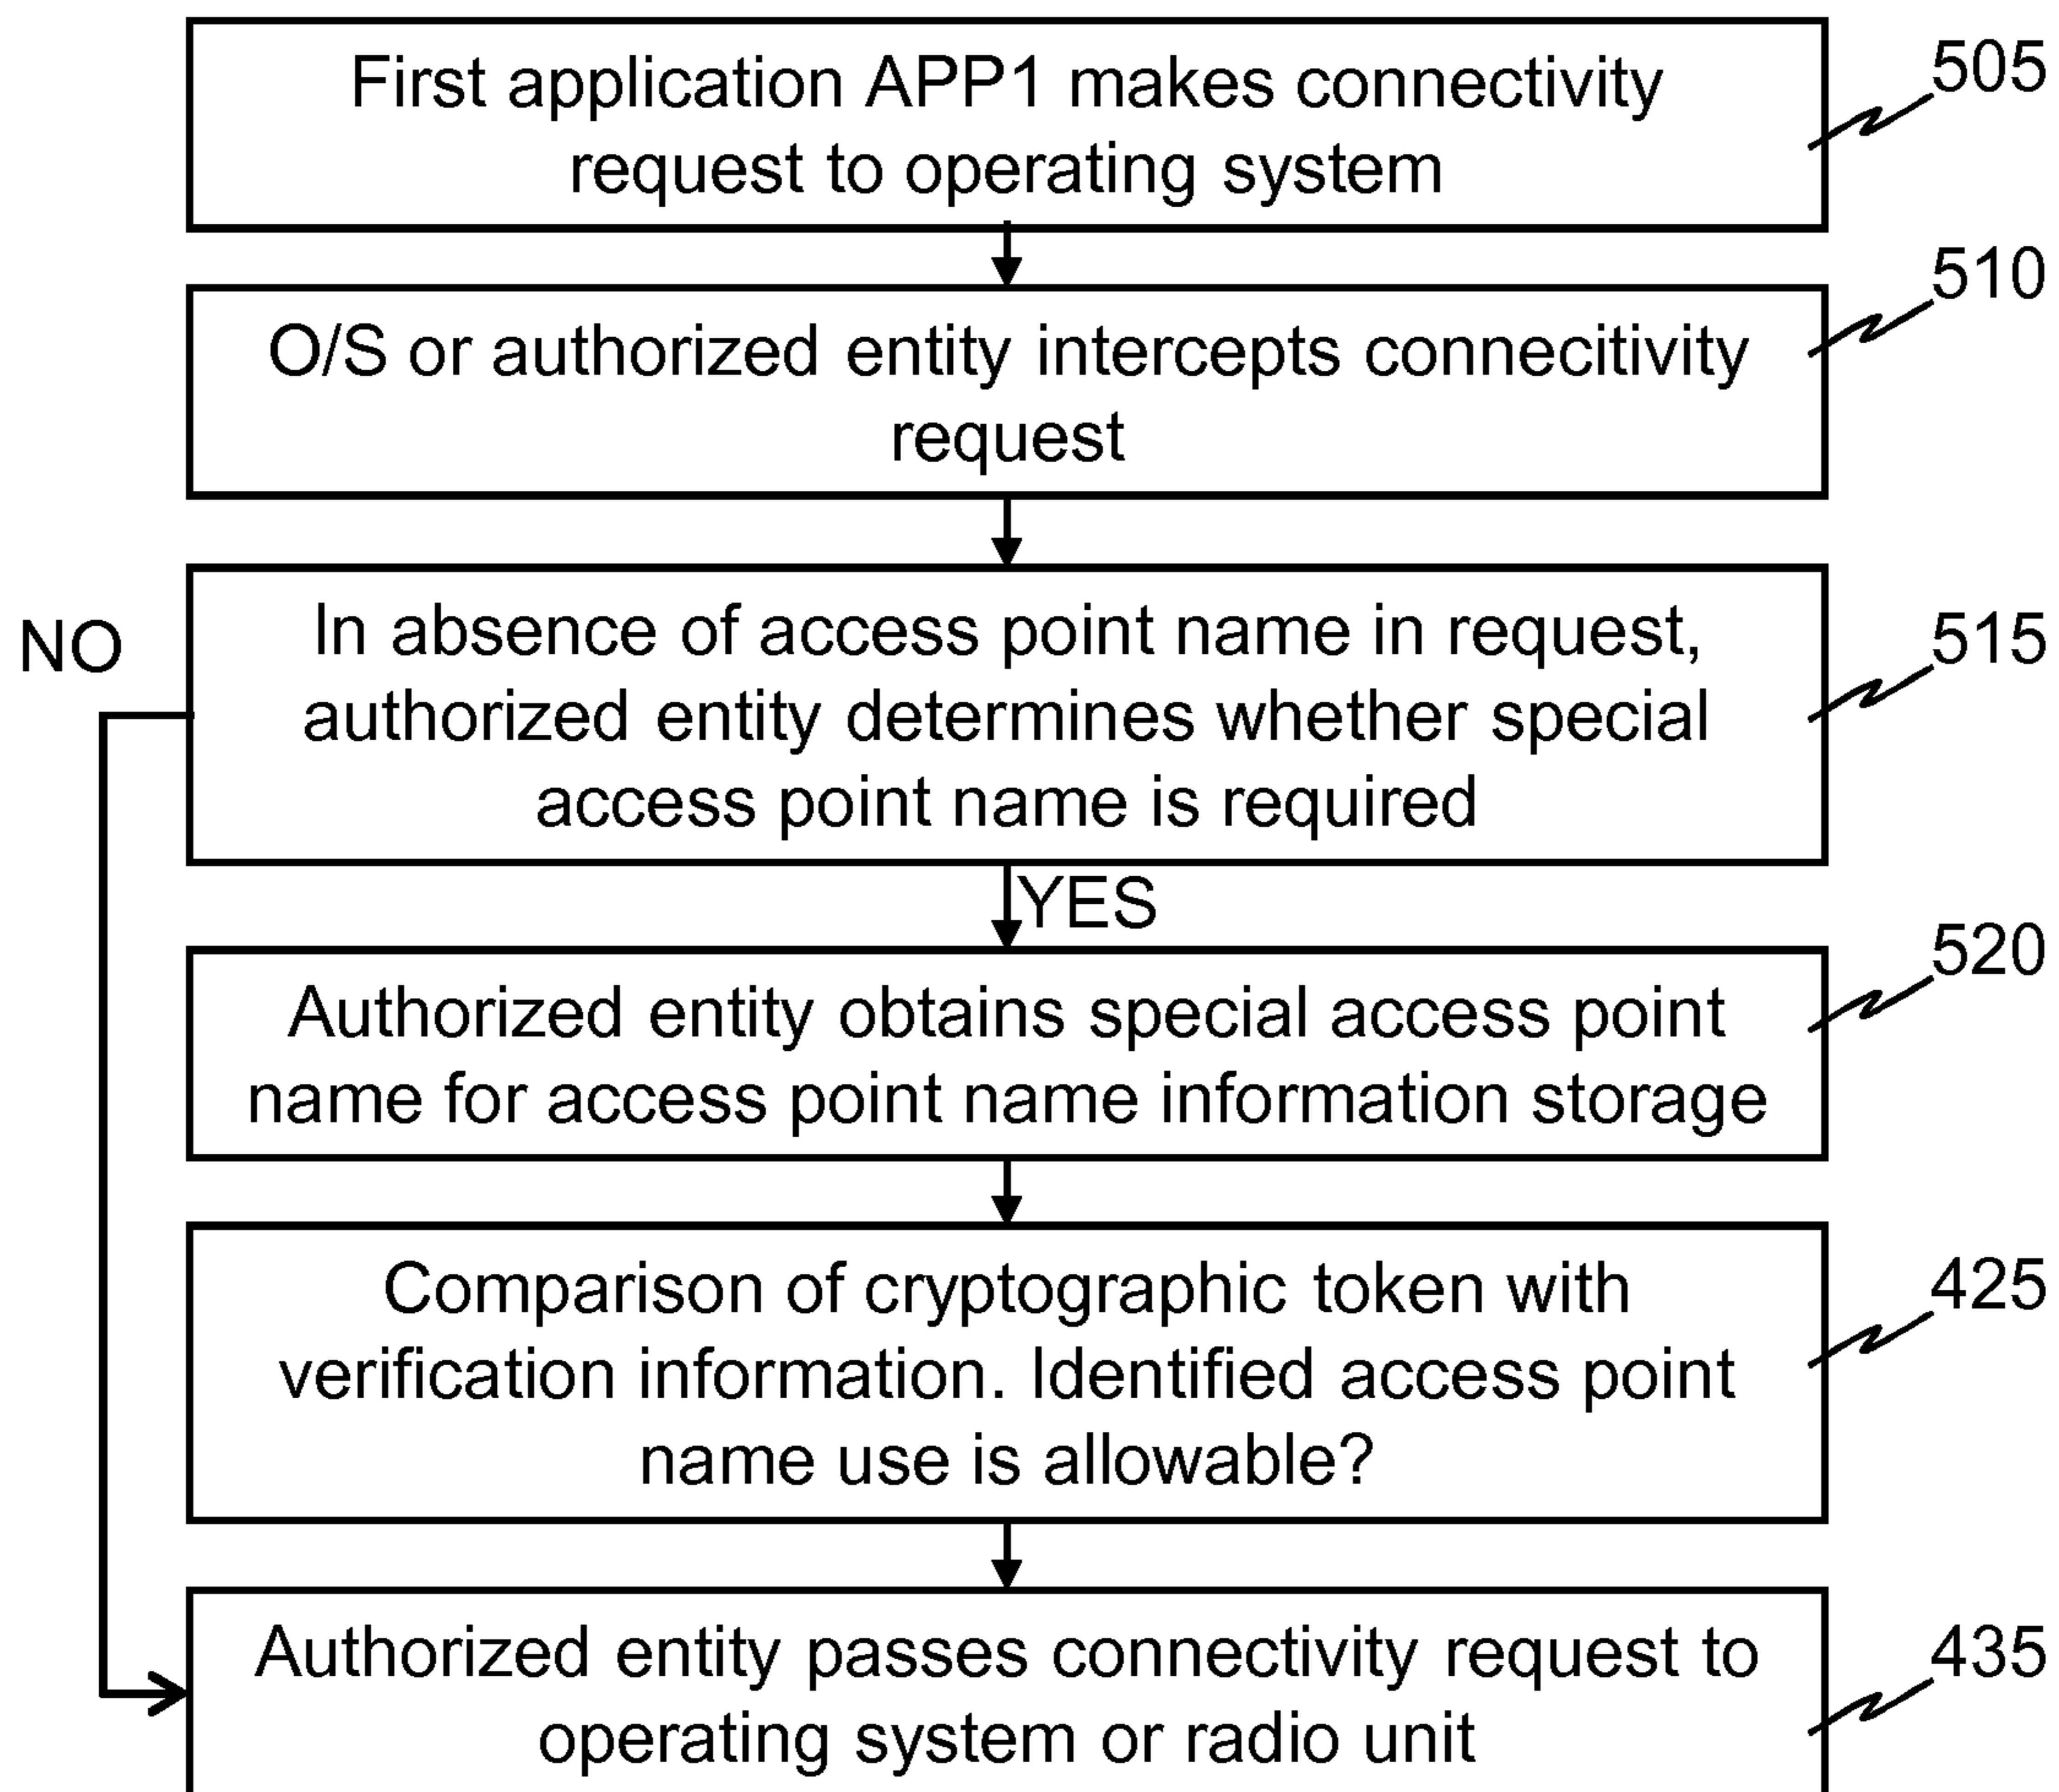 First application APP1 makes connectivity
request to operating system
505
O/S or authorized entity intercepts connecitivity
request
510
NO
In absence of access point name in request,
authorized entity determines whether special
access point name is required
515
YES
Authorized entity obtains special access point
name for access point name information storage
520
Comparison of cryptographic token with
verification information. Identified access point
name use is allowable?
425
Authorized entity passes connectivity request to
operating system or radio unit
435